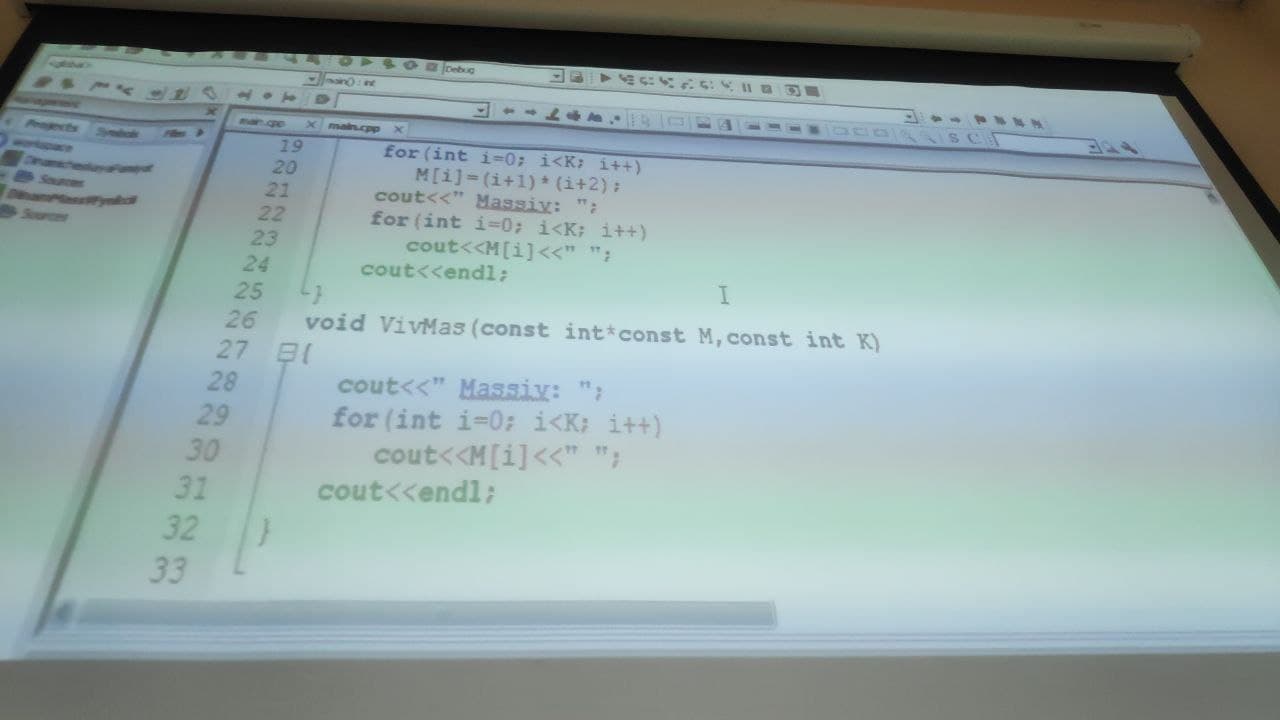 Debug
<global>
main() : int
Projects Symbols Files
main.cpp main.cpp
workspace
Sources
Sources
19 for(int i=0; i<K; i++)
20 M[i]=(i+1)*(i+2);
21 cout<<" Massiv: ";
22 for(int i=0; i<K; i++)
23 cout<<M[i]<<" ";
24 cout<<endl;
25 }
26 void VivMas(const int*const M,const int K)
27 {
28 cout<<" Massiv: ";
29 for(int i=0; i<K; i++)
30 cout<<M[i]<<" ";
31 cout<<endl;
32 }
33